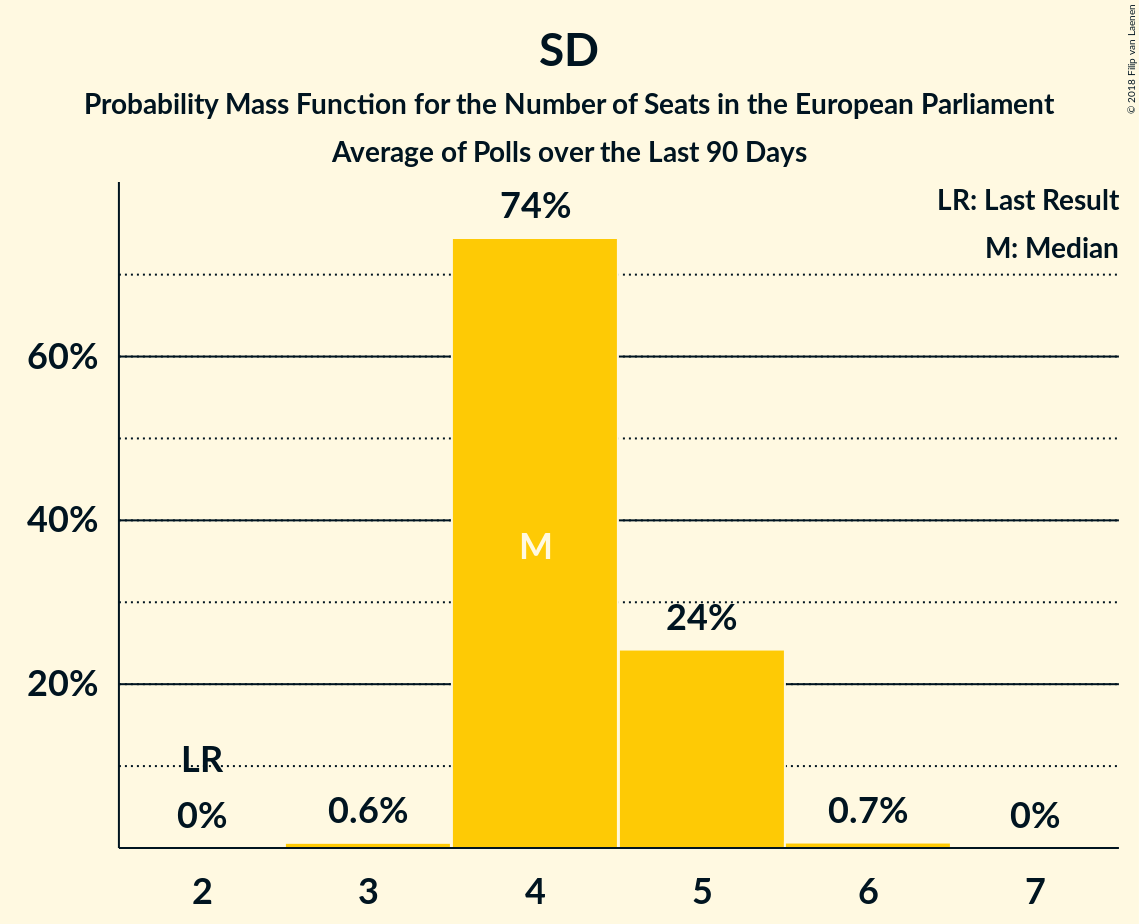 SD
Probability Mass Function for the Number of Seats in the European Parliament
Average of Polls over the Last 90 Days
© 2018 Filip van Laenen
LR: Last Result
M: Median
74%
60%
40%
M
24%
20%
LR
0%
0.6%
0.7%
0%
2
3
4
5
6
7